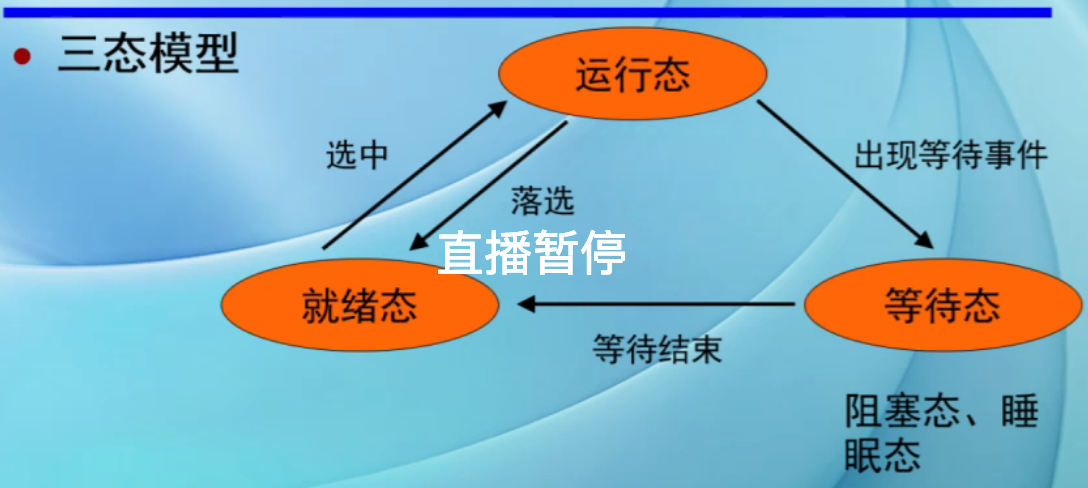 三态模型
运行态
选中
出现等待事件
落选
直播暂停
就绪态
等待态
等待结束
阻塞态、睡
眠态